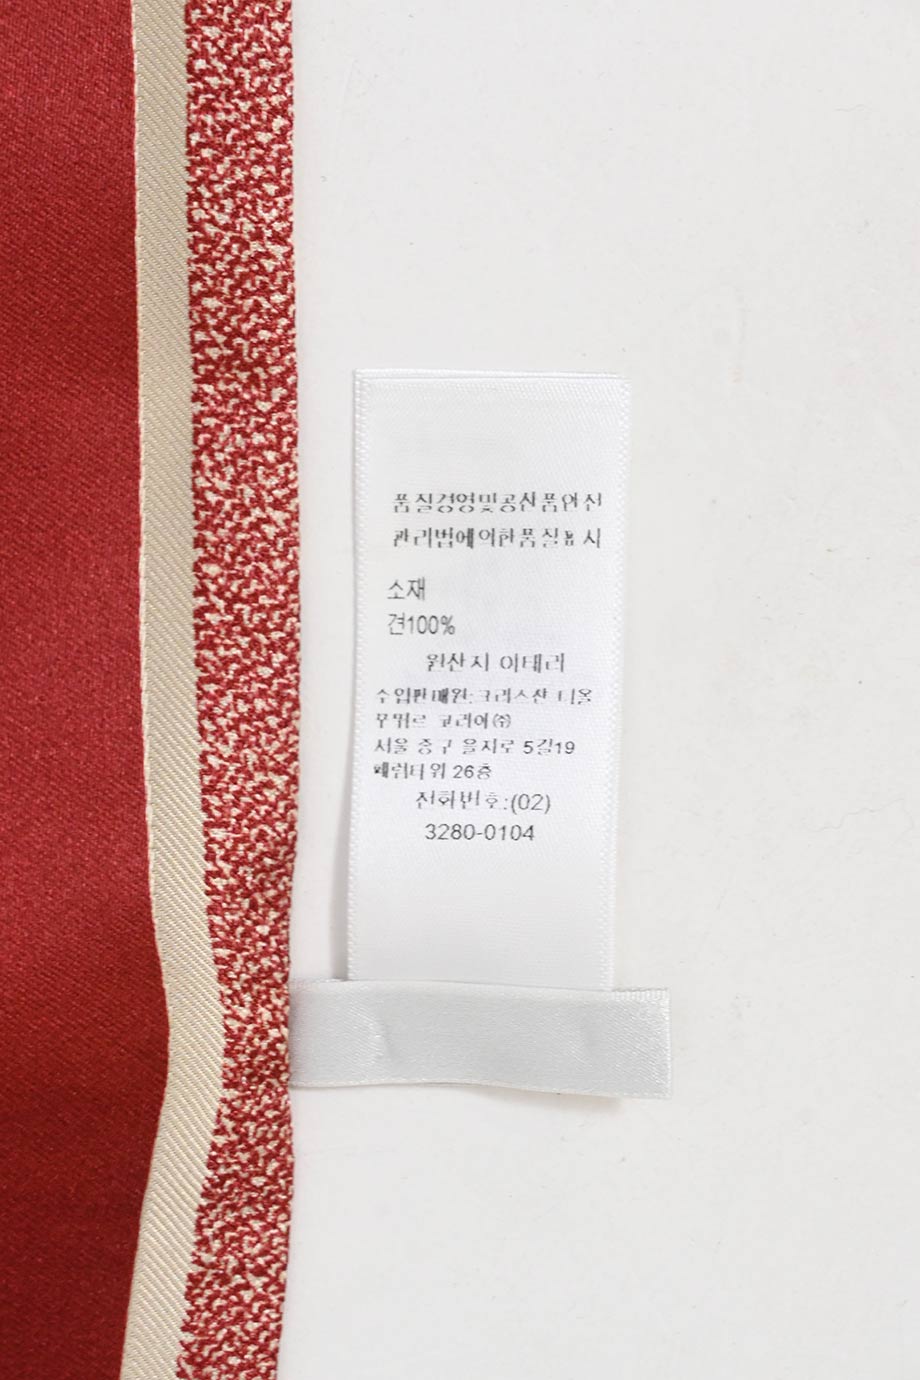 품질경영및공산품안전
관리법에의한품질표시
소재
견100%
원산지 이태리
수입판매원:크리스챤 디올
꾸뛰르 코리아㈜
서울 중구 을지로 5길19
페럼타워 26층
전화번호:(02)
3280-0104